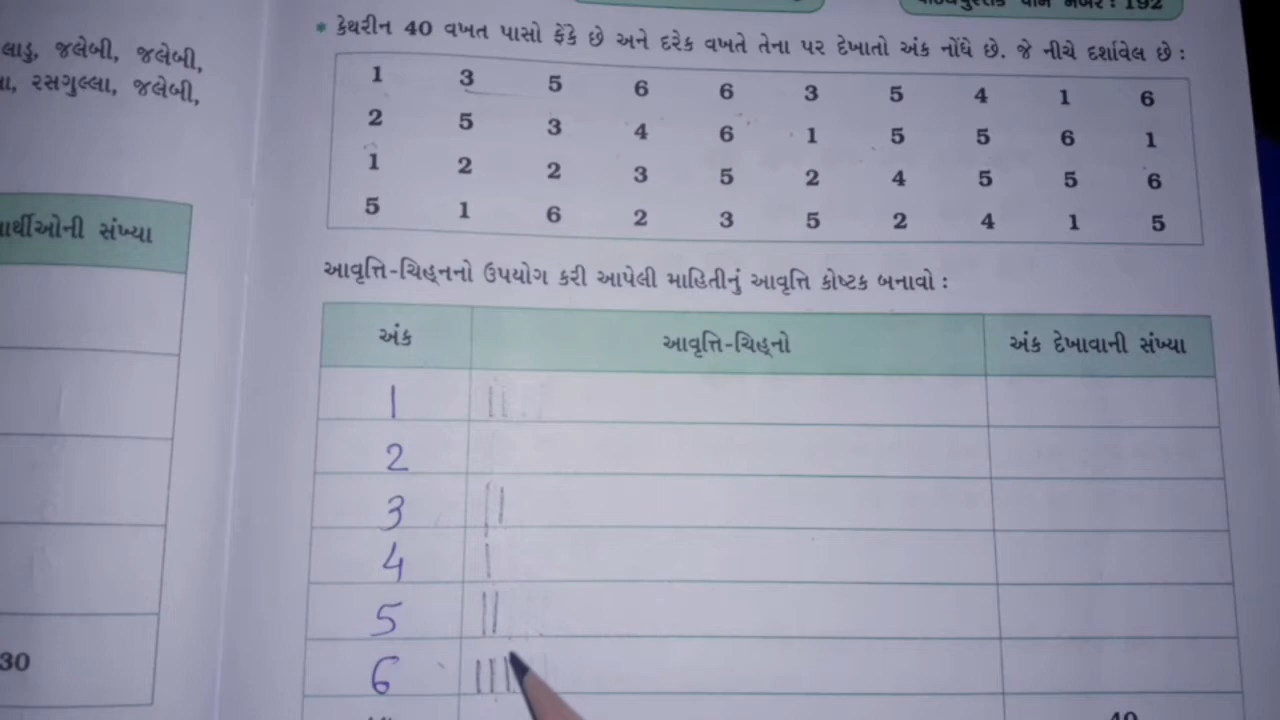 192
* કેથરીન 40 વખત પાસો ફેંકે છે અને દરેક વખતે તેના પર દેખાતો અંક નોંધે છે. જે નીચે દર્શાવેલ છે :
લાડુ, જલેબી, જલેબી,
રસગુલ્લા, જલેબી,
1 3 5 6 6 3 5 4 1 6
2 5 3 4 6 1 5 5 6 1
1 2 2 3 5 2 4 5 5 6
5 1 6 2 3 5 2 4 1 5
સંખ્યા
આવૃત્તિ-ચિહ્નનો ઉપયોગ કરી આપેલી માહિતીનું આવૃત્તિ કોષ્ટક બનાવો :
અંક આવૃત્તિ-ચિહ્નો અંક દેખાવાની સંખ્યા
1 ||
2
3 ||
4 |
5 ||
6 |||
30
40